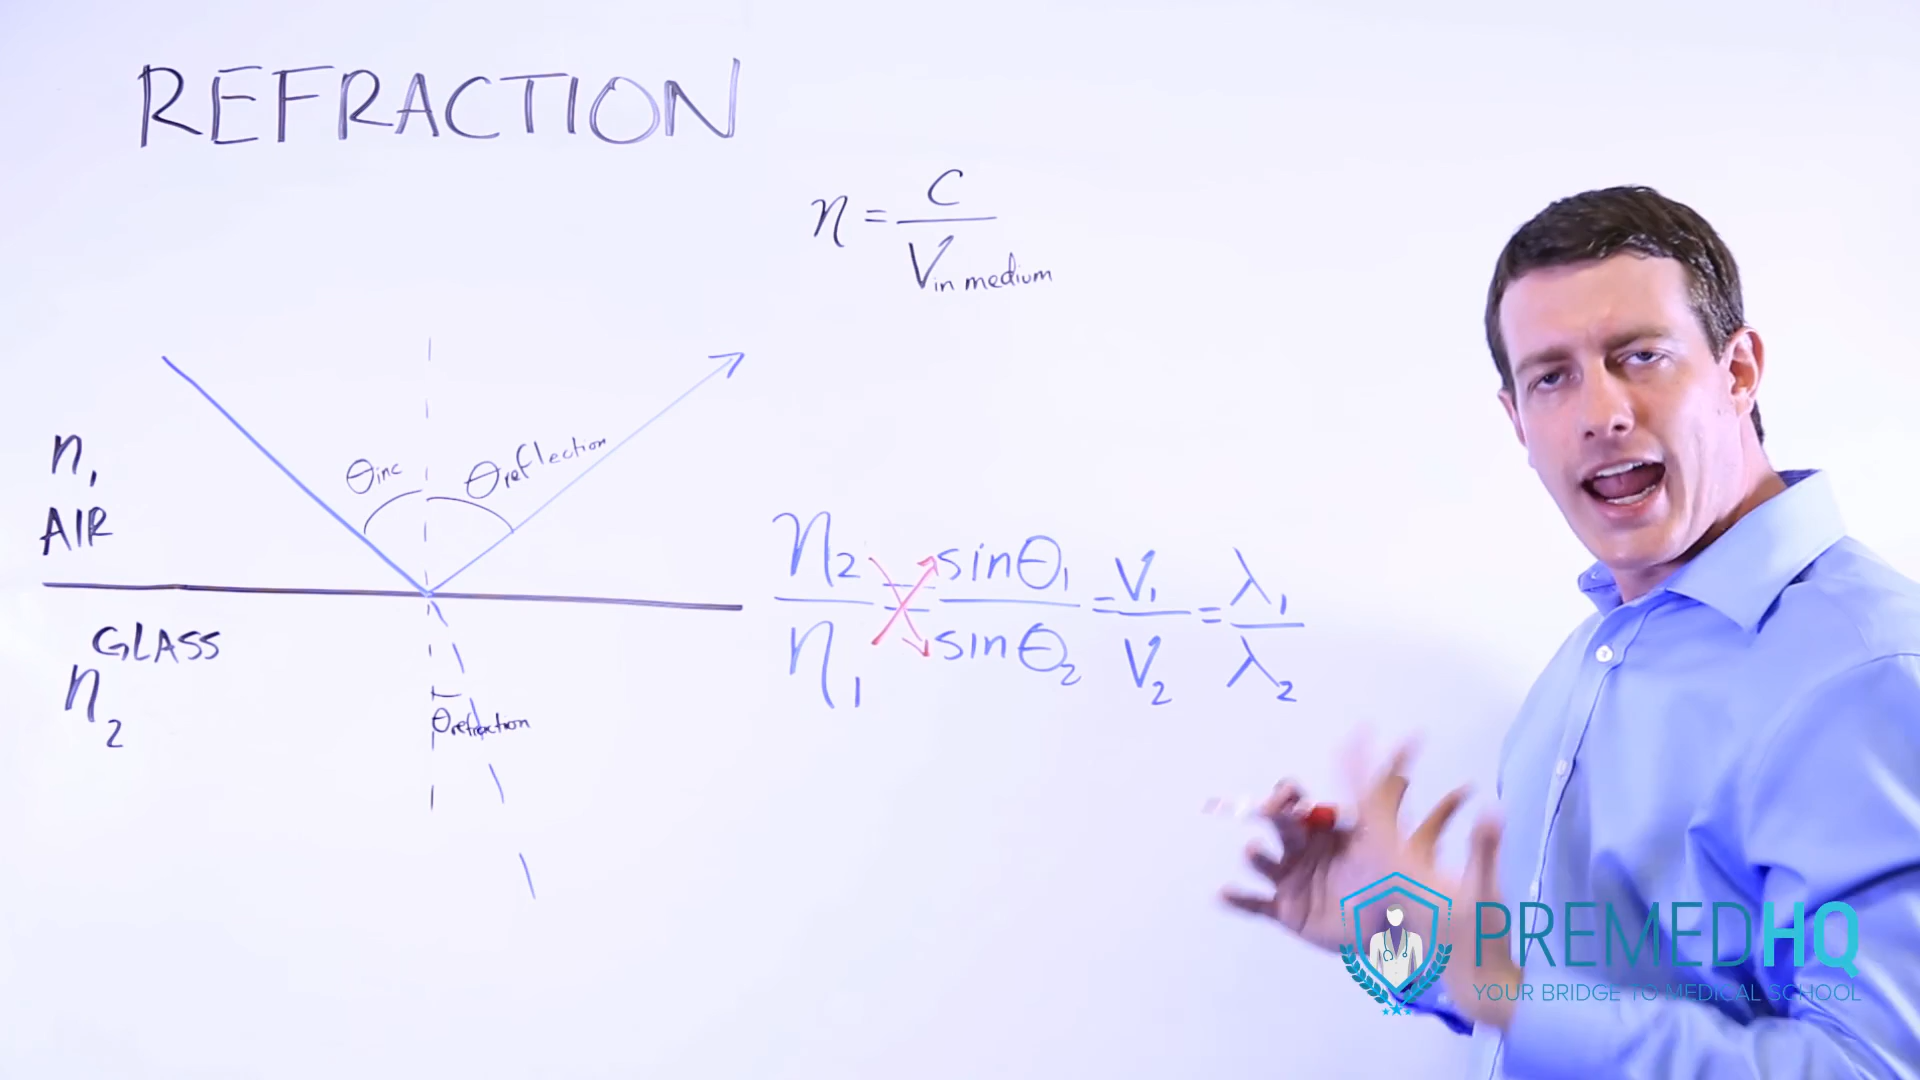 REFRACTION
n = c / Vin medium
θinc
θreflection
n1
AIR
GLASS
n2
θrefraction
n2 / n1 = sinθ1 / sinθ2 = V1 / V2 = λ1 / λ2
PREMEDHQ
YOUR BRIDGE TO MEDICAL SCHOOL